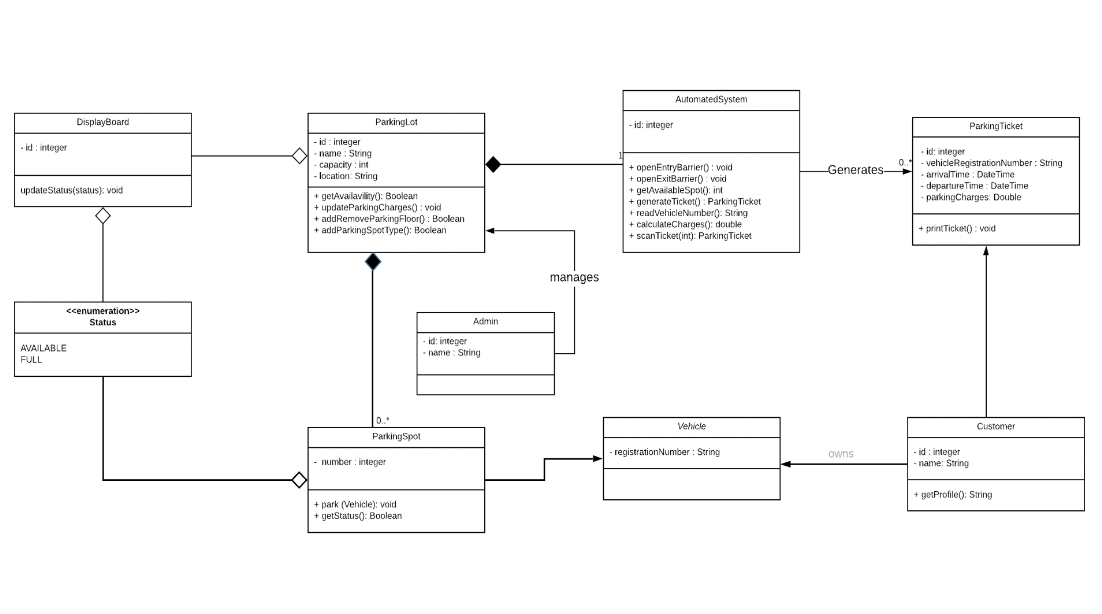 DisplayBoard
- id : integer
updateStatus(status): void
ParkingLot
- id : integer
- name : String
- capacity : int
- location: String
+ getAvailavility(): Boolean
+ updateParkingCharges() : void
+ addRemoveParkingFloor() : Boolean
+ addParkingSpotType(): Boolean
1
AutomatedSystem
- id: integer
+ openEntryBarrier() : void
+ openExitBarrier() : void
+ getAvailableSpot(): int
+ generateTicket() : ParkingTicket
+ readVehicleNumber(): String
+ calculateCharges(): double
+ scanTicket(int): ParkingTicket
Generates
0..*
ParkingTicket
- id: integer
- vehicleRegistrationNumber : String
- arrivalTime : DateTime
- departureTime : DateTime
- parkingCharges: Double
+ printTicket() : void
manages
<<enumeration>>
Status
AVAILABLE
FULL
Admin
- id: integer
- name : String
0..*
ParkingSpot
- number : integer
+ park (Vehicle): void
+ getStatus(): Boolean
Vehicle
- registrationNumber : String
owns
Customer
- id : integer
- name: String
+ getProfile(): String